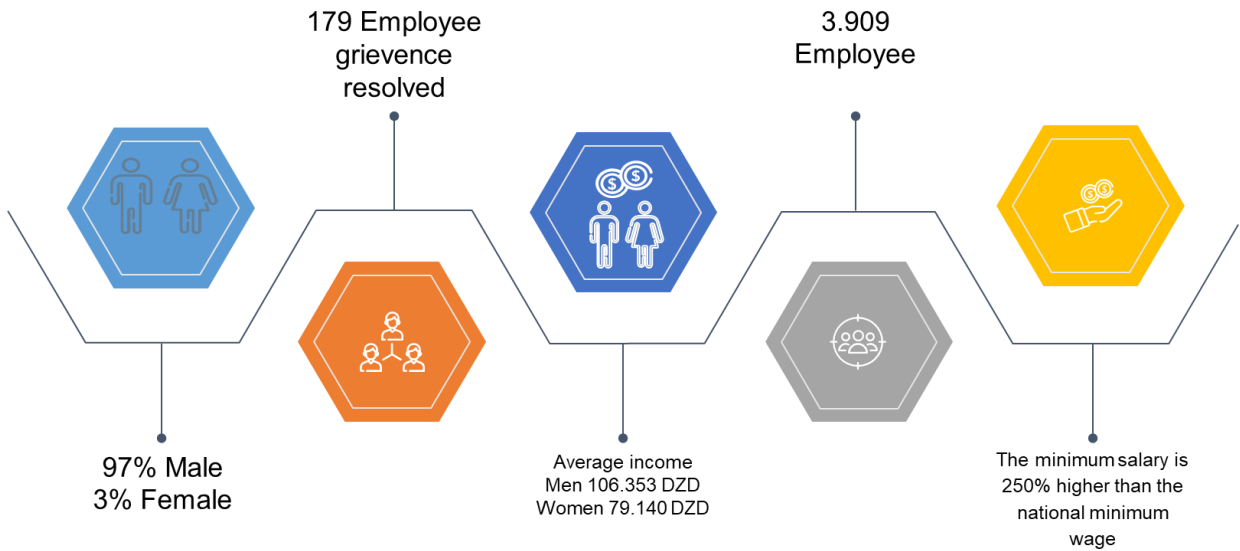 179 Employee
grievence
resolved
3.909
Employee
97% Male
3% Female
Average income
Men 106.353 DZD
Women 79.140 DZD
The minimum salary is
250% higher than the
national minimum
wage